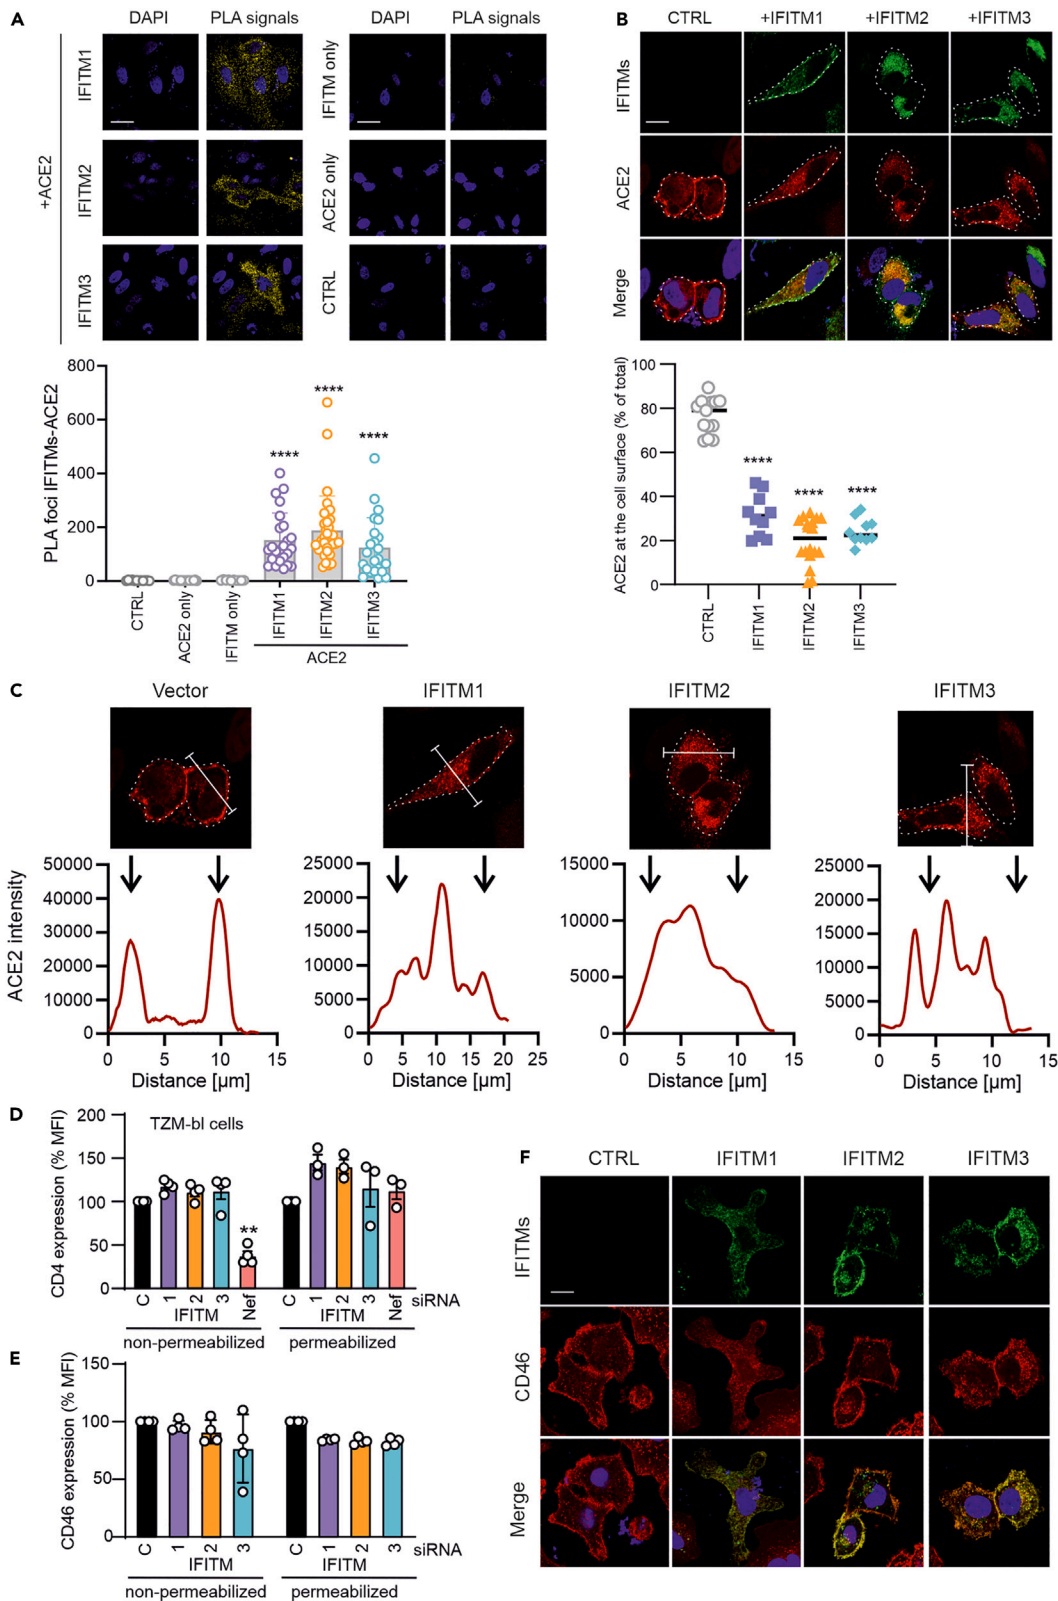 A
DAPI PLA signals DAPI PLA signals
+ACE2
IFITM1
IFITM2
IFITM3
IFITM only
ACE2 only
CTRL
PLA foci IFITMs-ACE2
800
600
400
200
0
**** **** ****
CTRL ACE2 only IFITM only IFITM1 IFITM2 IFITM3
ACE2
B
CTRL +IFITM1 +IFITM2 +IFITM3
IFITMs
ACE2
Merge
ACE2 at the cell surface (% of total)
100
80
60
40
20
0
**** **** ****
CTRL IFITM1 IFITM2 IFITM3
C
Vector IFITM1 IFITM2 IFITM3
ACE2 intensity
50000
40000
30000
20000
10000
0
0 5 10 15
Distance [µm]
25000
20000
15000
10000
5000
0
0 5 10 15 20 25
Distance [µm]
15000
10000
5000
0
0 5 10 15
Distance [µm]
25000
20000
15000
10000
5000
0
0 5 10 15
Distance [µm]
D
TZM-bl cells
CD4 expression (% MFI)
200
150
100
50
0
**
C 1 2 3 Nef C 1 2 3 Nef siRNA
IFITM IFITM
non-permeabilized permeabilized
E
CD46 expression (% MFI)
150
100
50
0
C 1 2 3 C 1 2 3 siRNA
IFITM IFITM
non-permeabilized permeabilized
F
CTRL IFITM1 IFITM2 IFITM3
IFITMs
CD46
Merge